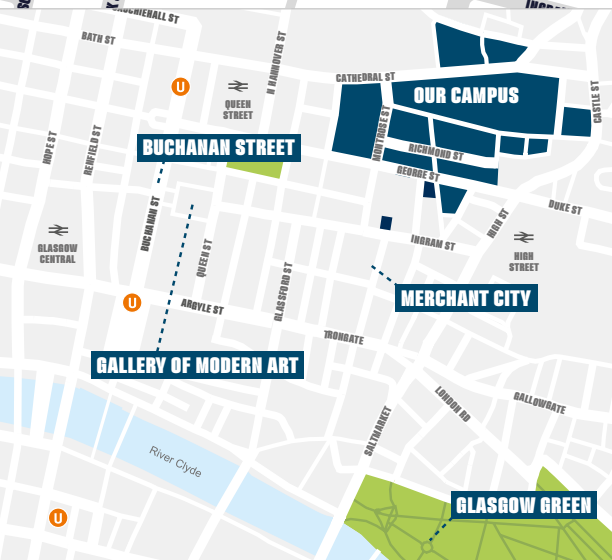 SAUCHIEHALL ST
BATH ST
N HANNOVER ST
U
QUEEN
STREET
CATHEDRAL ST
OUR CAMPUS
CASTLE ST
MONTROSE ST
HOPE ST
RENFIELD ST
BUCHANAN STREET
RICHMOND ST
GEORGE ST
BUCHANAN ST
DUKE ST
HIGH ST
GLASGOW
CENTRAL
QUEEN ST
INGRAM ST
HIGH
STREET
GLASSFORD ST
MERCHANT CITY
U
ARGYLE ST
TRONGATE
GALLERY OF MODERN ART
LONDON RD
GALLOWGATE
SALTMARKET
River Clyde
GLASGOW GREEN
U